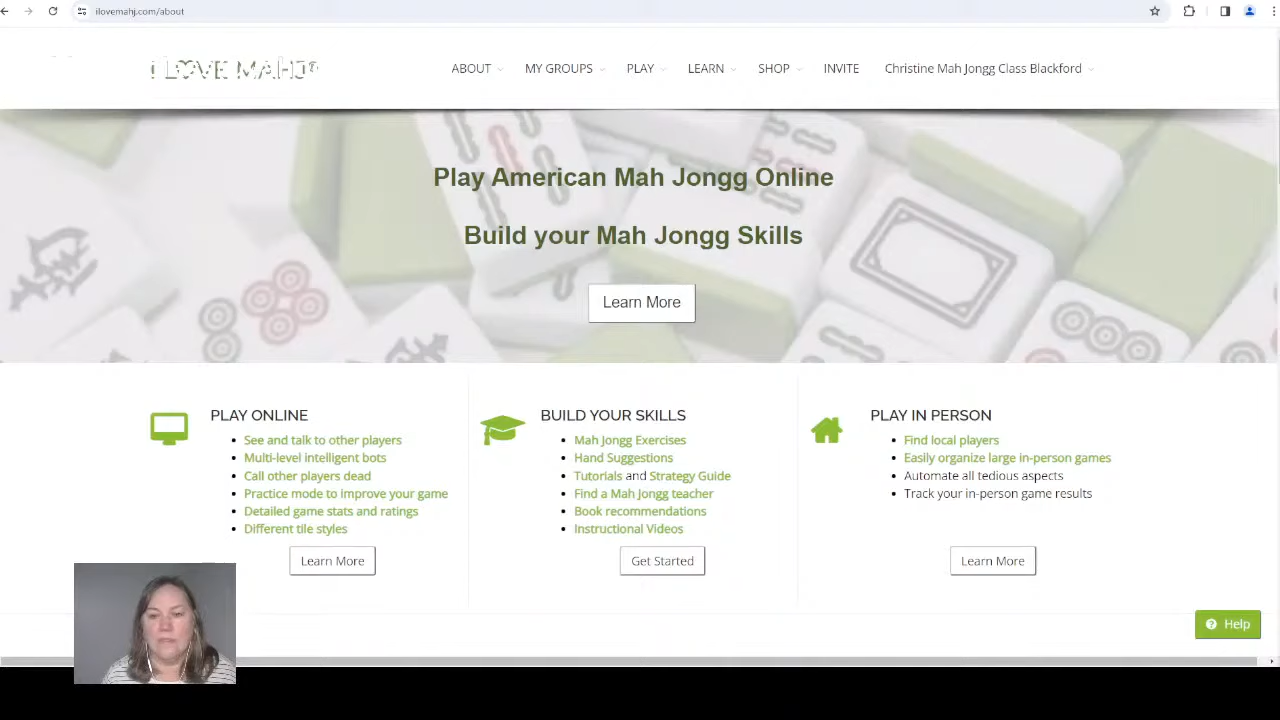 ilovemahj.com/about
I LOVE MAHJ
ABOUT
MY GROUPS
PLAY
LEARN
SHOP
INVITE
Christine Mah Jongg Class Blackford
Play American Mah Jongg Online
Build your Mah Jongg Skills
Learn More
PLAY ONLINE
See and talk to other players
Multi-level intelligent bots
Call other players dead
Practice mode to improve your game
Detailed game stats and ratings
Different tile styles
Learn More
BUILD YOUR SKILLS
Mah Jongg Exercises
Hand Suggestions
Tutorials and Strategy Guide
Find a Mah Jongg teacher
Book recommendations
Instructional Videos
Get Started
PLAY IN PERSON
Find local players
Easily organize large in-person games
Automate all tedious aspects
Track your in-person game results
Learn More
Help